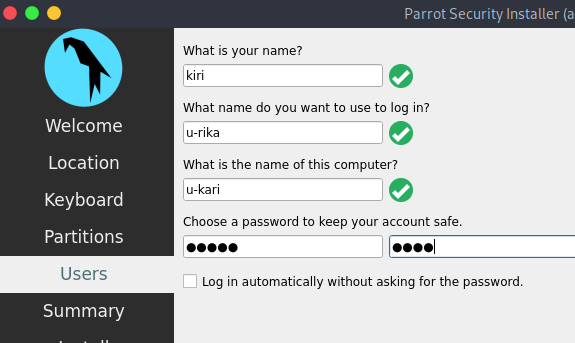 Parrot Security Installer (a
Welcome
Location
Keyboard
Partitions
Users
Summary
What is your name?
kiri
What name do you want to use to log in?
u-rika
What is the name of this computer?
u-kari
Choose a password to keep your account safe.
●●●●●
●●●●
Log in automatically without asking for the password.